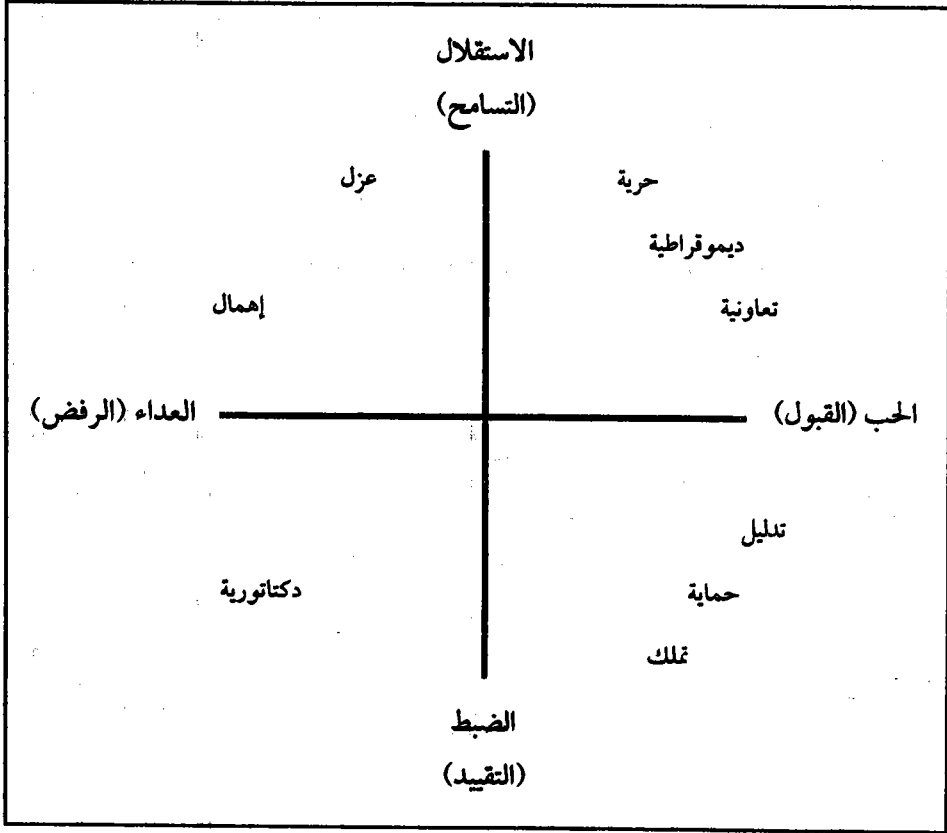 الاستقلال
(التسامح)
حرية
عزل
ديموقراطية
تعاونية
إهمال
الحب (القبول)
العداء (الرفض)
تدليل
حماية
دكتاتورية
تملك
الضبط
(التقييد)